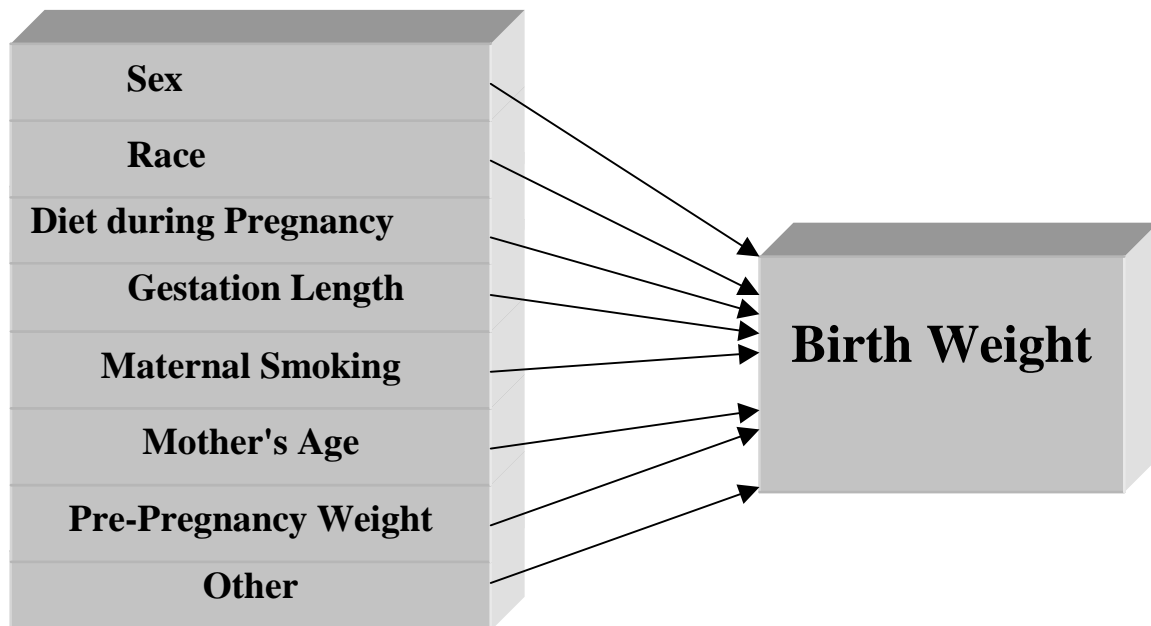 Sex
Race
Diet during Pregnancy
Gestation Length
Maternal Smoking
Mother's Age
Pre-Pregnancy Weight
Other
Birth Weight